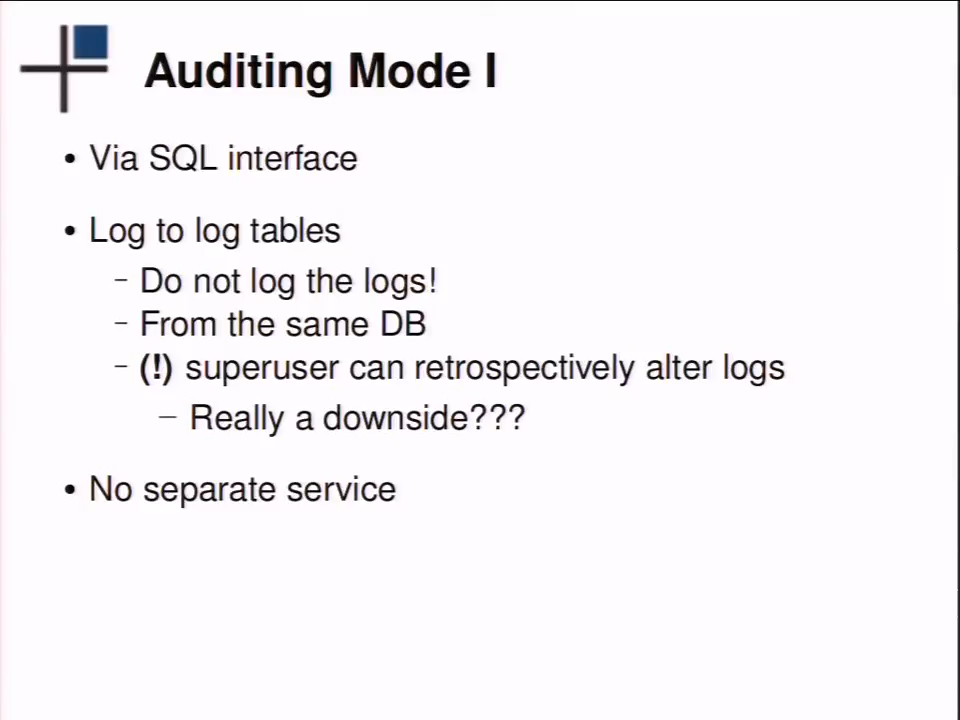 Auditing Mode I
• Via SQL interface
• Log to log tables
– Do not log the logs!
– From the same DB
– (!) superuser can retrospectively alter logs
– Really a downside???
• No separate service